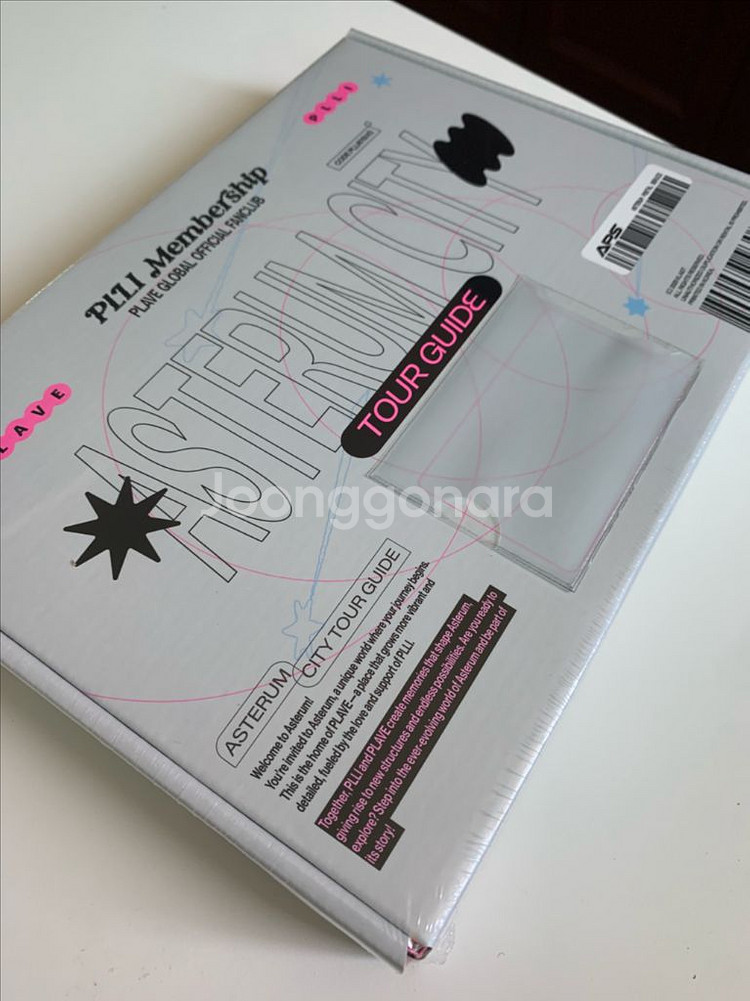 PLLI
PLLI Membership
PLAVE GLOBAL OFFICIAL FANCLUB
ASTERUM CITY
TOUR GUIDE
APS
LAVE
Joonggonara
ASTERUM CITY TOUR GUIDE
Welcome to Asterum!
You're invited to Asterum, a unique world where your journey begins.
This is the home of PLAVE—a place that grows more vibrant and
detailed, fueled by the love and support of PLLI.
Together, PLLI and PLAVE create memories that shape Asterum,
giving rise to new structures and endless possibilities. Are you ready to
explore? Step into the ever-evolving world of Asterum and be part of
its story!